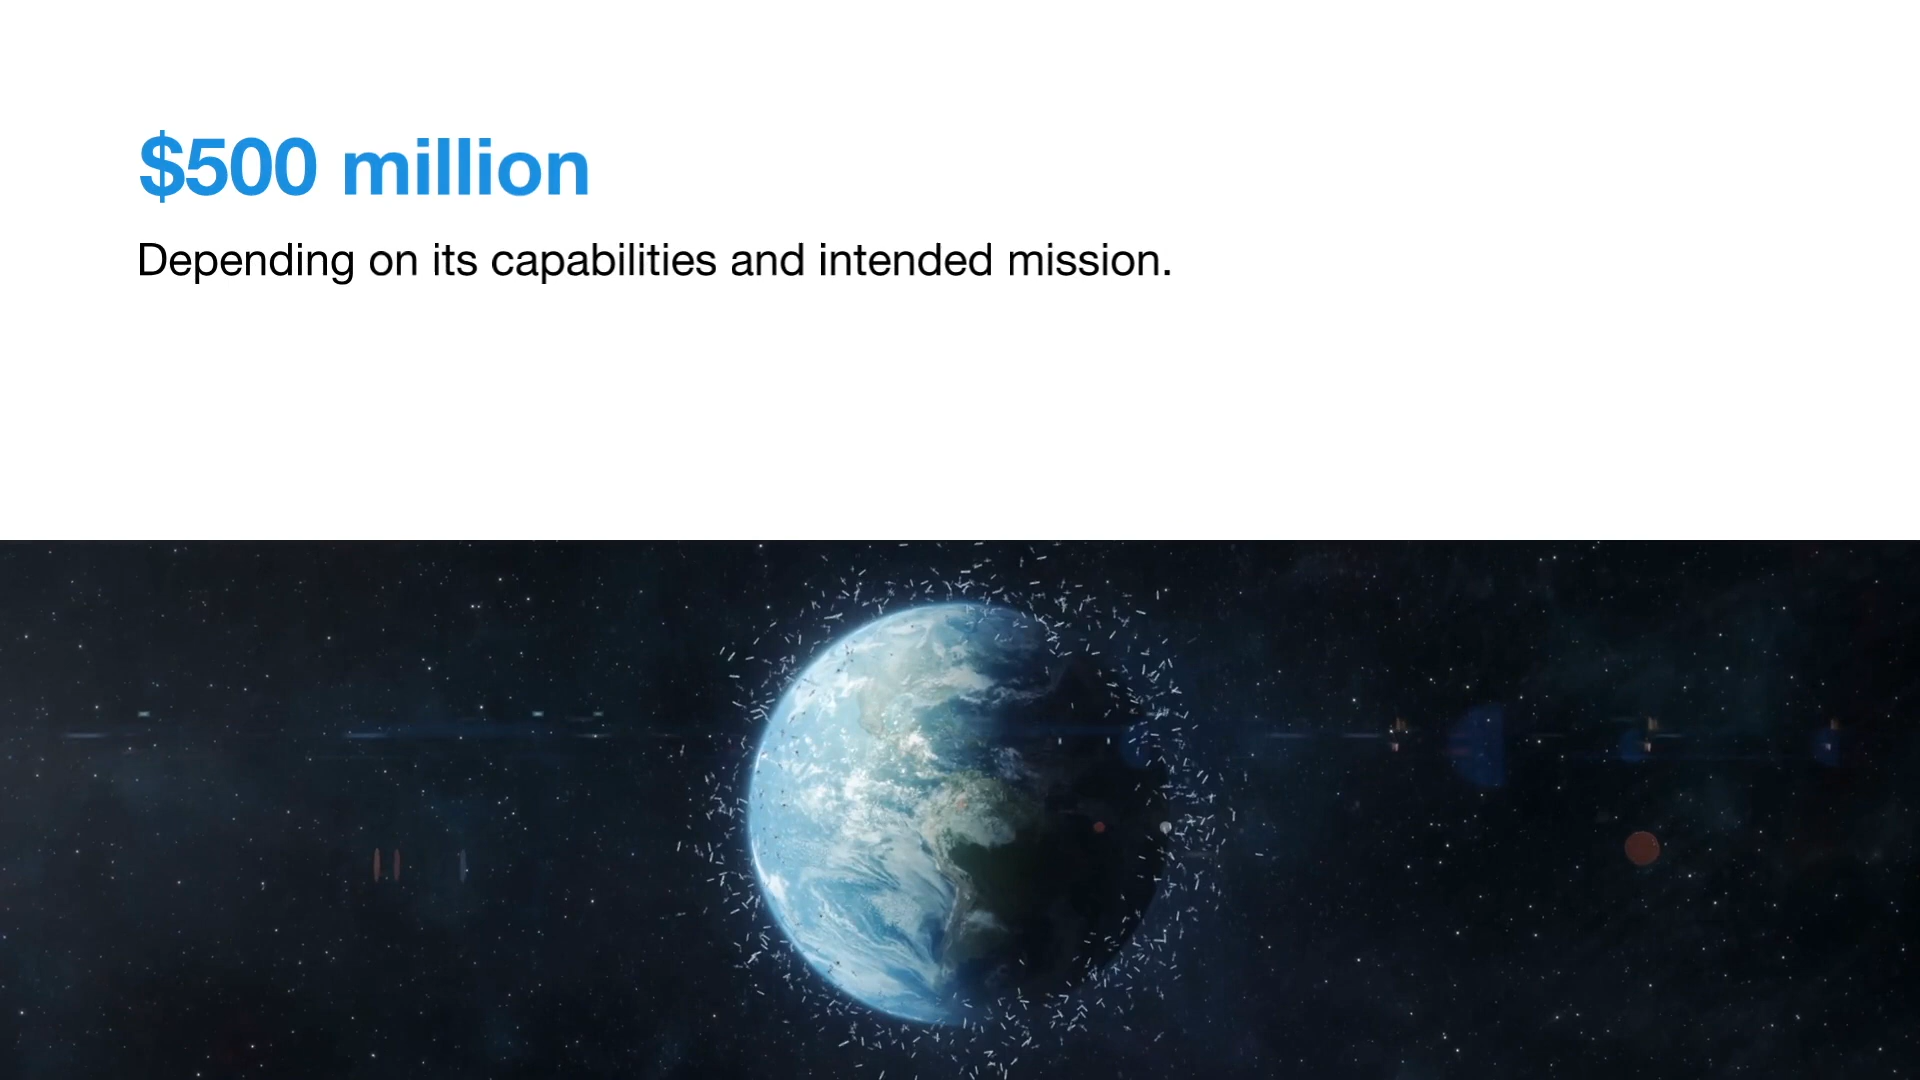 $500 million
Depending on its capabilities and intended mission.